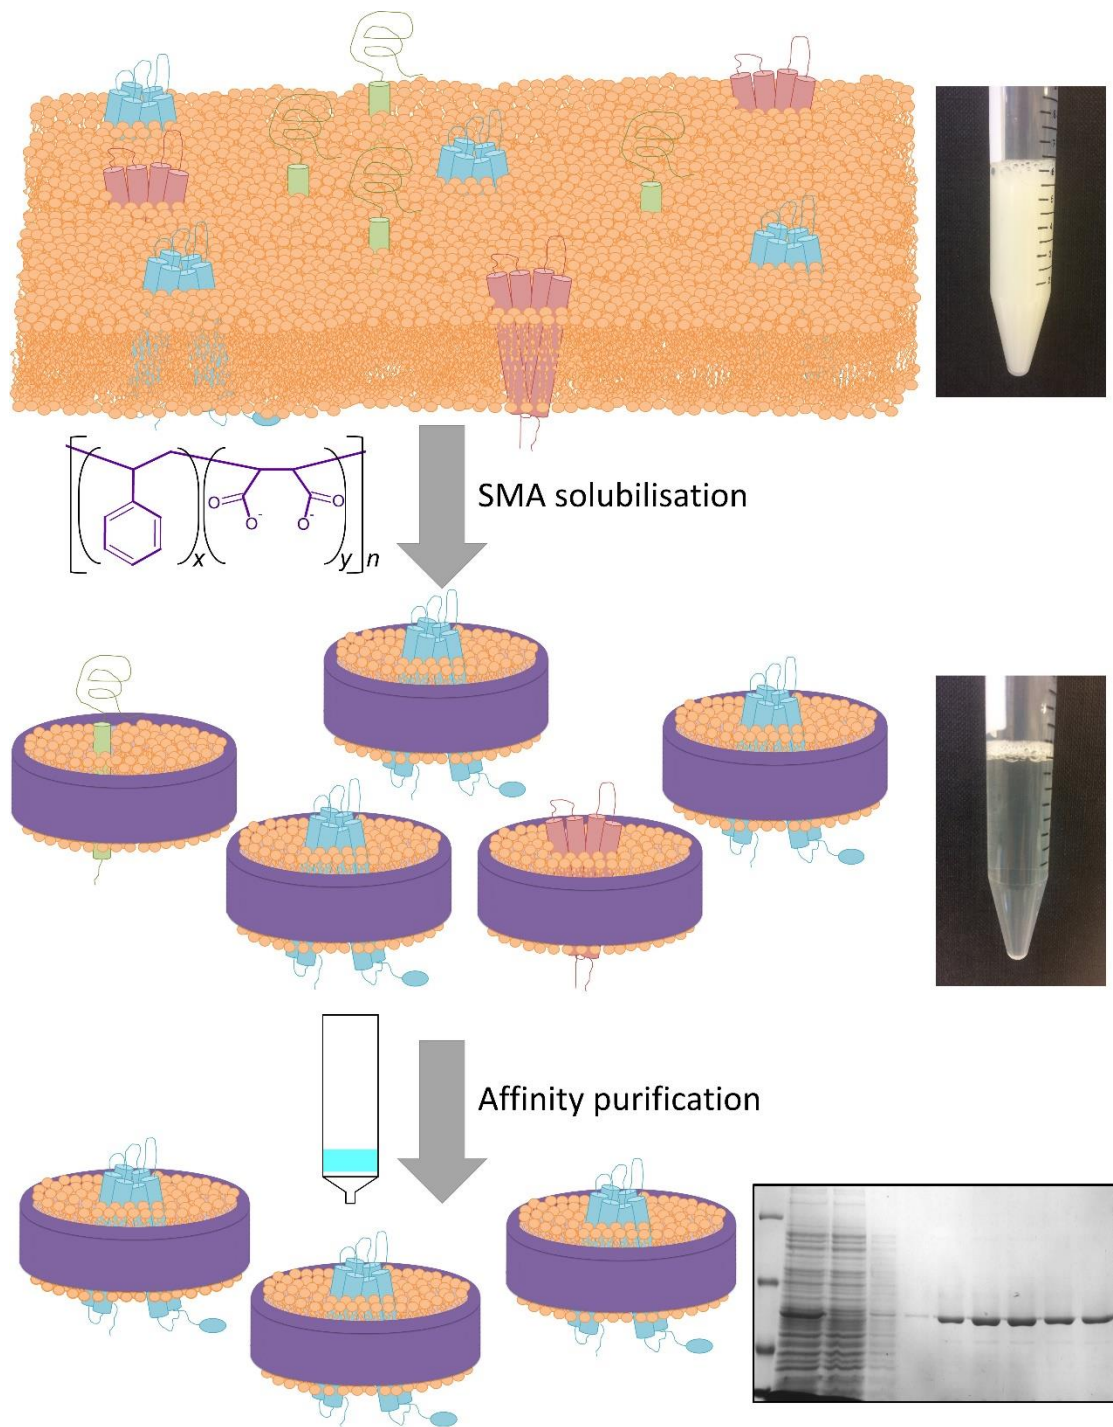 O
O
O-
O-
x
y
n
SMA solubilisation
Affinity purification